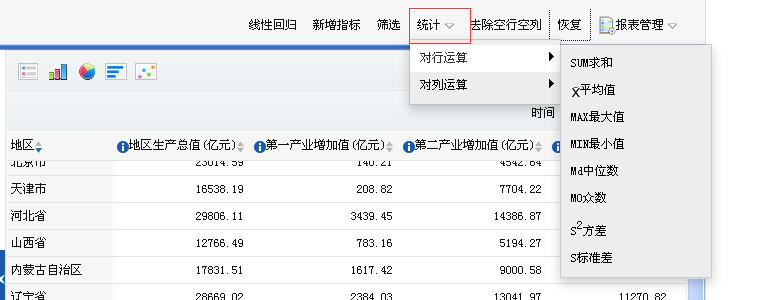 线性回归 新增指标 筛选 统计 去除空行空列 恢复 报表管理
对行运算
对列运算
SUM求和
x̄平均值
MAX最大值
MIN最小值
Md中位数
MO众数
S²方差
S标准差
时间
地区 地区生产总值(亿元) 第一产业增加值(亿元) 第二产业增加值(亿元)
北京市 23014.59 140.21 4542.64
天津市 16538.19 208.82 7704.22
河北省 29806.11 3439.45 14386.87
山西省 12766.49 783.16 5194.27
内蒙古自治区 17831.51 1617.42 9000.58
辽宁省 28669.02 2384.03 13041.97 11270.82